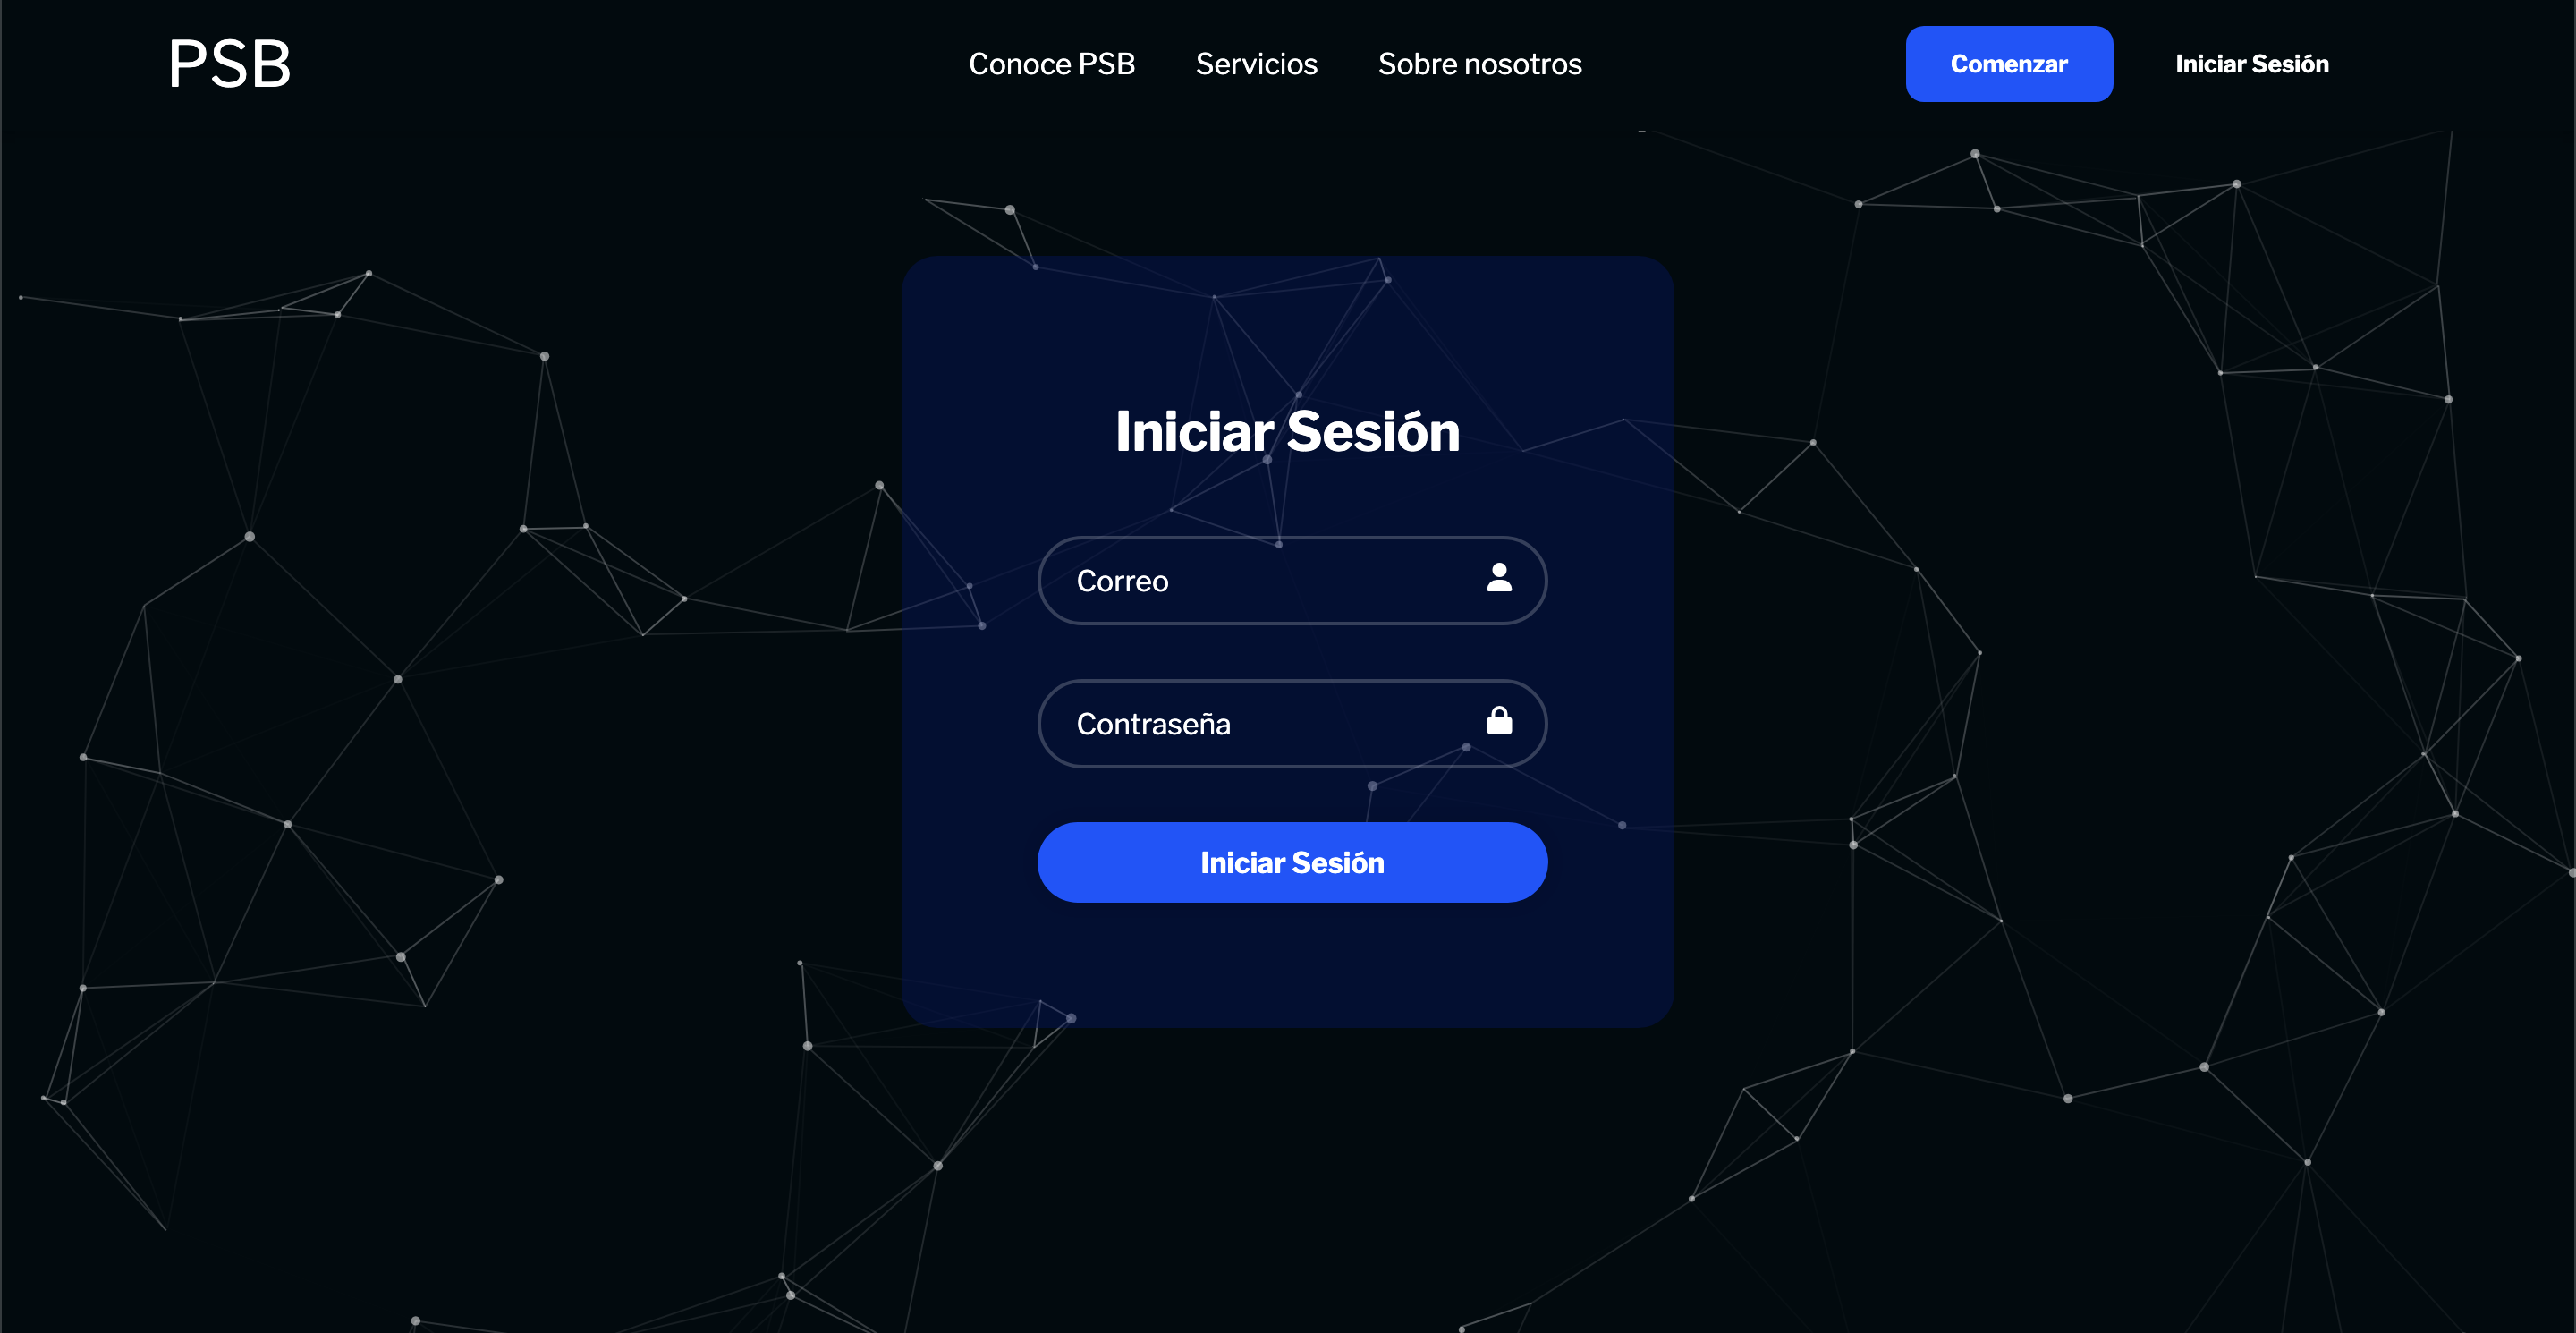 PSB
Conoce PSB
Servicios
Sobre nosotros
Comenzar
Iniciar Sesión
Iniciar Sesión
Correo
Contraseña
Iniciar Sesión